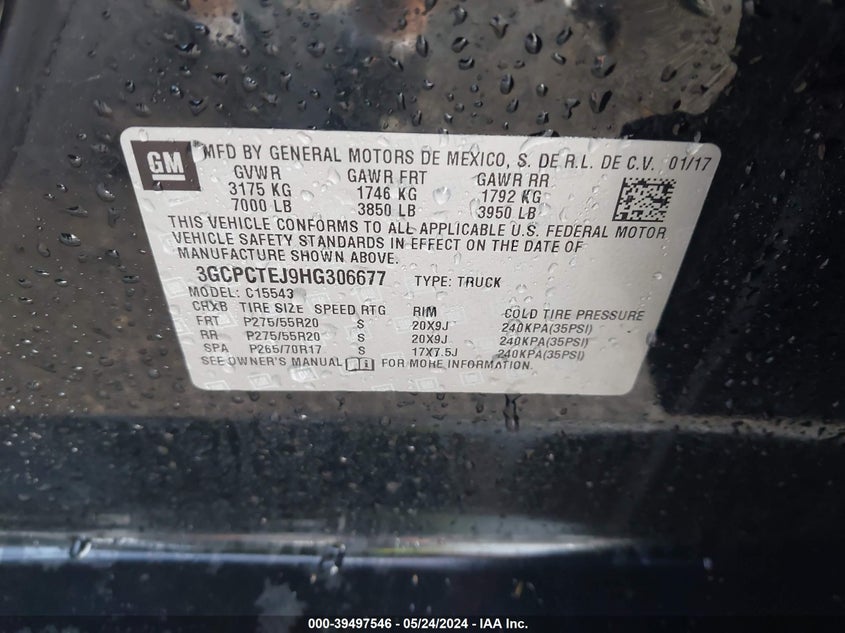 GM MFD BY GENERAL MOTORS DE MEXICO, S. DE R.L. DE C.V. 01/17
GVWR GAWR FRT GAWR RR
3175 KG 1746 KG 1792 KG
7000 LB 3850 LB 3950 LB
THIS VEHICLE CONFORMS TO ALL APPLICABLE U.S. FEDERAL MOTOR
VEHICLE SAFETY STANDARDS IN EFFECT ON THE DATE OF
MANUFACTURE SHOWN ABOVE.
3GCPCTEJ9HG306677 TYPE: TRUCK
MODEL: C15543
CRXB TIRE SIZE SPEED RTG RIM COLD TIRE PRESSURE
FRT P275/55R20 S 20X9J 240KPA(35PSI)
RR P275/55R20 S 20X9J 240KPA(35PSI)
SPA P265/70R17 S 17X7.5J 240KPA(35PSI)
SEE OWNER'S MANUAL FOR MORE INFORMATION.
000-39497546 - 05/24/2024 - IAA Inc.